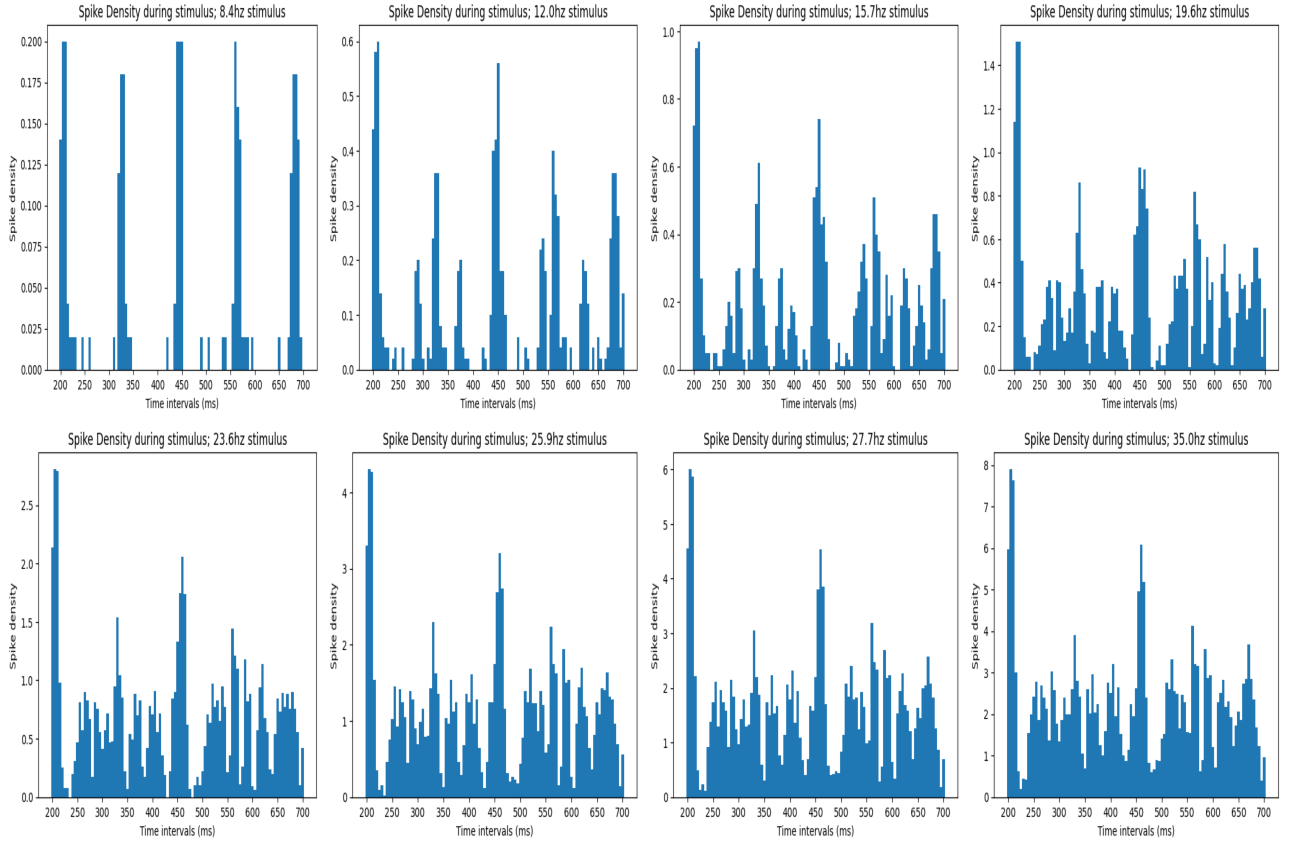 Spike Density during stimulus; 8.4hz stimulus
Spike density
0.200
0.175
0.150
0.125
0.100
0.075
0.050
0.025
0.000
200 250 300 350 400 450 500 550 600 650 700
Time intervals (ms)
Spike Density during stimulus; 12.0hz stimulus
Spike density
0.6
0.5
0.4
0.3
0.2
0.1
0.0
200 250 300 350 400 450 500 550 600 650 700
Time intervals (ms)
Spike Density during stimulus; 15.7hz stimulus
Spike density
1.0
0.8
0.6
0.4
0.2
0.0
200 250 300 350 400 450 500 550 600 650 700
Time intervals (ms)
Spike Density during stimulus; 19.6hz stimulus
Spike density
1.4
1.2
1.0
0.8
0.6
0.4
0.2
0.0
200 250 300 350 400 450 500 550 600 650 700
Time intervals (ms)
Spike Density during stimulus; 23.6hz stimulus
Spike density
2.5
2.0
1.5
1.0
0.5
0.0
200 250 300 350 400 450 500 550 600 650 700
Time intervals (ms)
Spike Density during stimulus; 25.9hz stimulus
Spike density
4
3
2
1
0
200 250 300 350 400 450 500 550 600 650 700
Time intervals (ms)
Spike Density during stimulus; 27.7hz stimulus
Spike density
6
5
4
3
2
1
0
200 250 300 350 400 450 500 550 600 650 700
Time intervals (ms)
Spike Density during stimulus; 35.0hz stimulus
Spike density
8
7
6
5
4
3
2
1
0
200 250 300 350 400 450 500 550 600 650 700
Time intervals (ms)